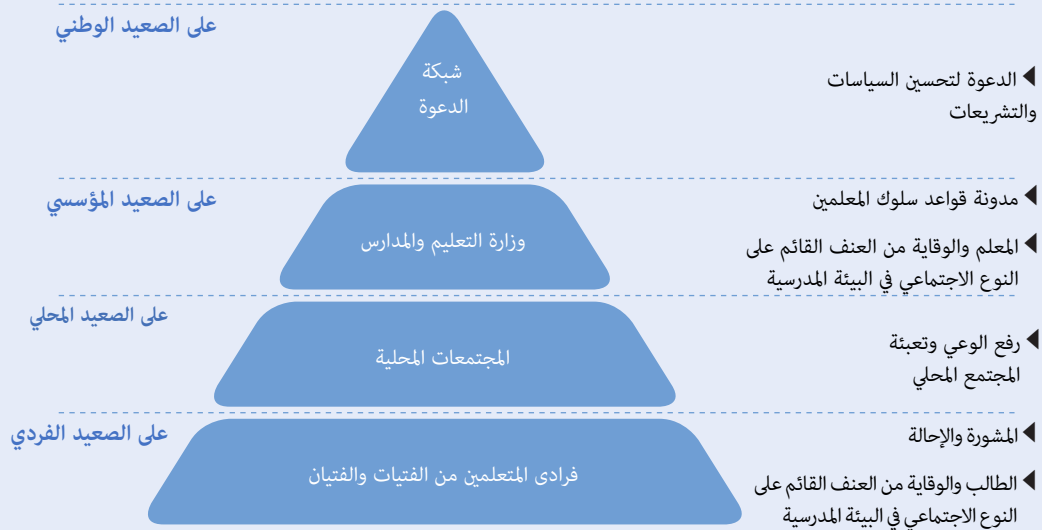 على الصعيد الوطني
شبكة
الدعوة
الدعوة لتحسين السياسات
والتشريعات
على الصعيد المؤسسي
وزارة التعليم والمدارس
مدونة قواعد سلوك المعلمين
المعلم والوقاية من العنف القائم على
النوع الاجتماعي في البيئة المدرسية
على الصعيد المحلي
المجتمعات المحلية
رفع الوعي وتعبئة
المجتمع المحلي
على الصعيد الفردي
فرادى المتعلمين من الفتيات والفتيان
المشورة والإحالة
الطالب والوقاية من العنف القائم على
النوع الاجتماعي في البيئة المدرسية